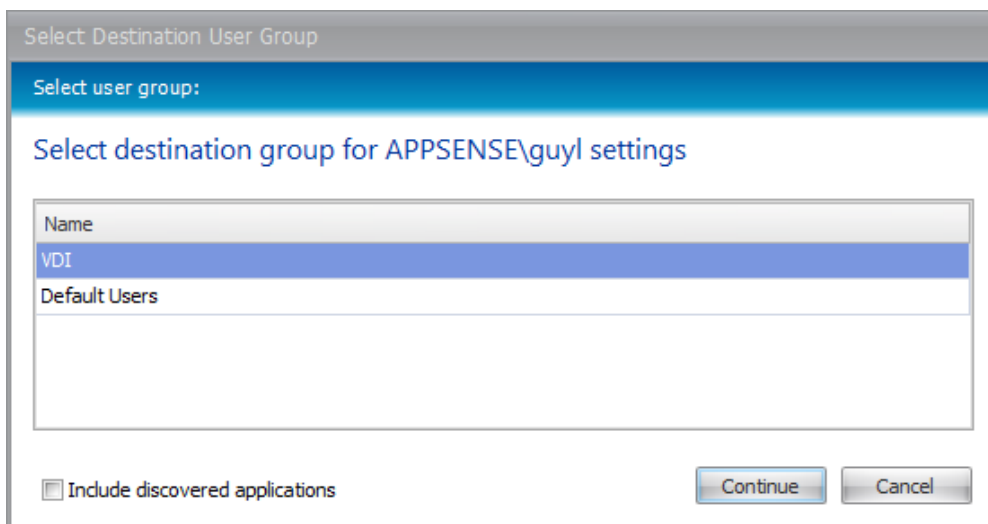 Select Destination User Group
Select user group:
Select destination group for APPSENSE\guyl settings
Name
VDI
Default Users
Include discovered applications
Continue
Cancel